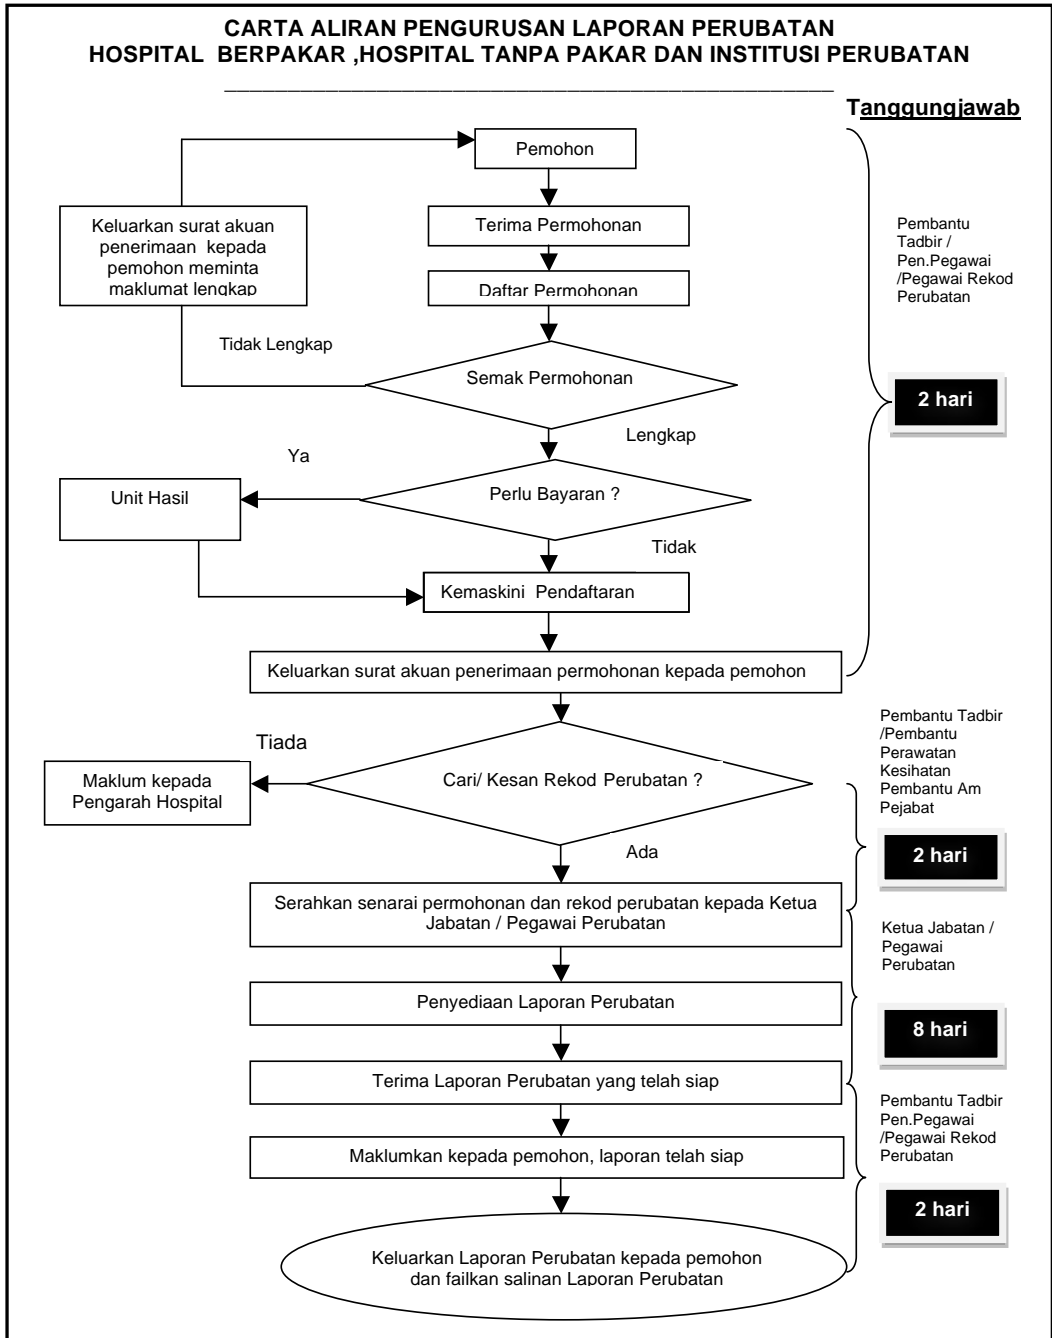 CARTA ALIRAN PENGURUSAN LAPORAN PERUBATAN
HOSPITAL BERPAKAR ,HOSPITAL TANPA PAKAR DAN INSTITUSI PERUBATAN
Tanggungjawab
Pemohon
Keluarkan surat akuan
penerimaan kepada
pemohon meminta
maklumat lengkap
Terima Permohonan
Daftar Permohonan
Pembantu
Tadbir /
Pen.Pegawai
/Pegawai Rekod
Perubatan
Tidak Lengkap
Semak Permohonan
2 hari
Lengkap
Ya
Unit Hasil
Perlu Bayaran ?
Tidak
Kemaskini Pendaftaran
Keluarkan surat akuan penerimaan permohonan kepada pemohon
Pembantu Tadbir
/Pembantu
Perawatan
Kesihatan
Pembantu Am
Pejabat
Tiada
Maklum kepada
Pengarah Hospital
Cari/ Kesan Rekod Perubatan ?
Ada
2 hari
Serahkan senarai permohonan dan rekod perubatan kepada Ketua
Jabatan / Pegawai Perubatan
Ketua Jabatan /
Pegawai
Perubatan
Penyediaan Laporan Perubatan
8 hari
Terima Laporan Perubatan yang telah siap
Pembantu Tadbir
Pen.Pegawai
/Pegawai Rekod
Perubatan
Maklumkan kepada pemohon, laporan telah siap
2 hari
Keluarkan Laporan Perubatan kepada pemohon
dan failkan salinan Laporan Perubatan